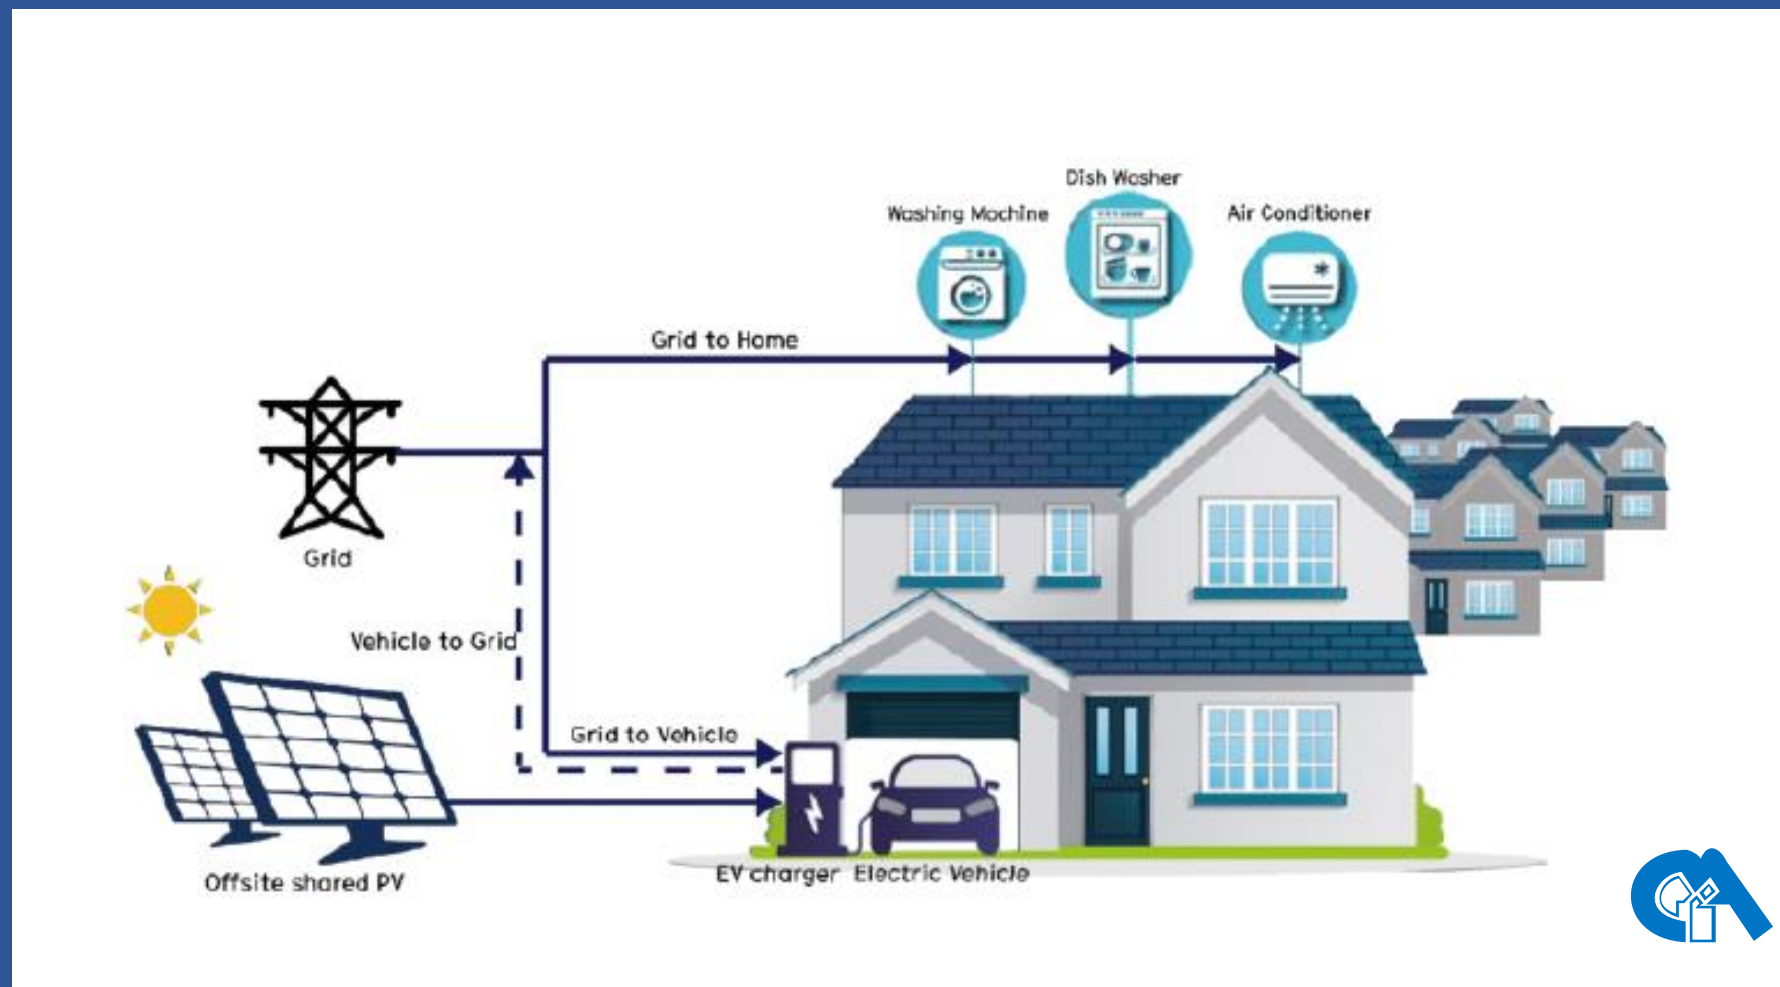 Dish Washer
Washing Machine
Air Conditioner
Grid to Home
Grid
Vehicle to Grid
Grid to Vehicle
Offsite shared PV
EV charger
Electric Vehicle